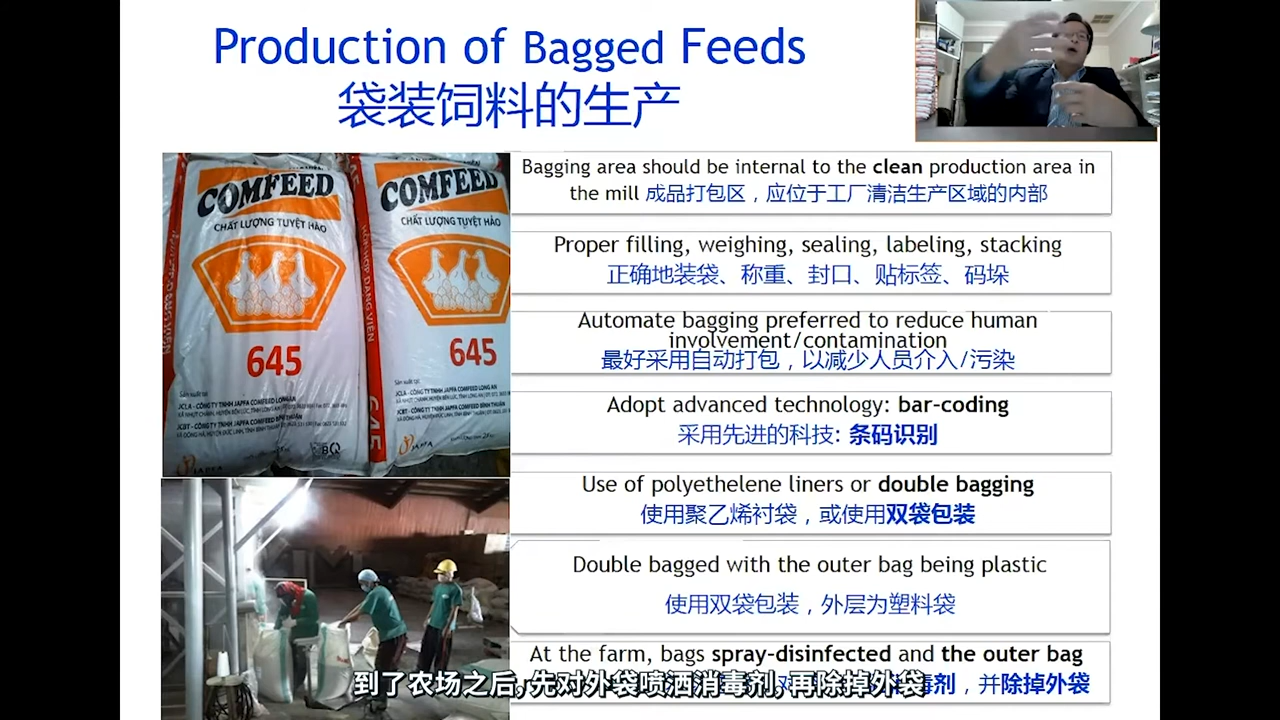 Production of Bagged Feeds
袋装饲料的生产
COMFEED
CHẤT LƯỢNG TUYỆT HẢO
645
Sản xuất tại:
COMFEED
CHẤT LƯỢNG TUYỆT HẢO
645
Sản xuất tại:
645
JAPFA
JAPFA
Bagging area should be internal to the clean production area in
the mill 成品打包区，应位于工厂清洁生产区域的内部
Proper filling, weighing, sealing, labeling, stacking
正确地装袋、称重、封口、贴标签、码垛
Automate bagging preferred to reduce human
involvement/contamination
最好采用自动打包，以减少人员介入/污染
Adopt advanced technology: bar-coding
采用先进的科技: 条码识别
Use of polyethelene liners or double bagging
使用聚乙烯衬袋，或使用双袋包装
Double bagged with the outer bag being plastic
使用双袋包装，外层为塑料袋
At the farm, bags spray-disinfected and the outer bag
毒剂，并除掉外袋
到了农场之后,先对外袋喷洒消毒剂,再除掉外袋